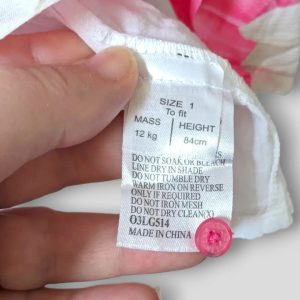 SIZE 1
To fit
MASS HEIGHT
12 kg 84cm
DO NOT SOAK OR BLEACH
LINE DRY IN SHADE
DO NOT TUMBLE DRY
WARM IRON ON REVERSE
ONLY IF REQUIRED
DO NOT IRON MESH
DO NOT DRY CLEAN(X)
O3LG514
MADE IN CHINA